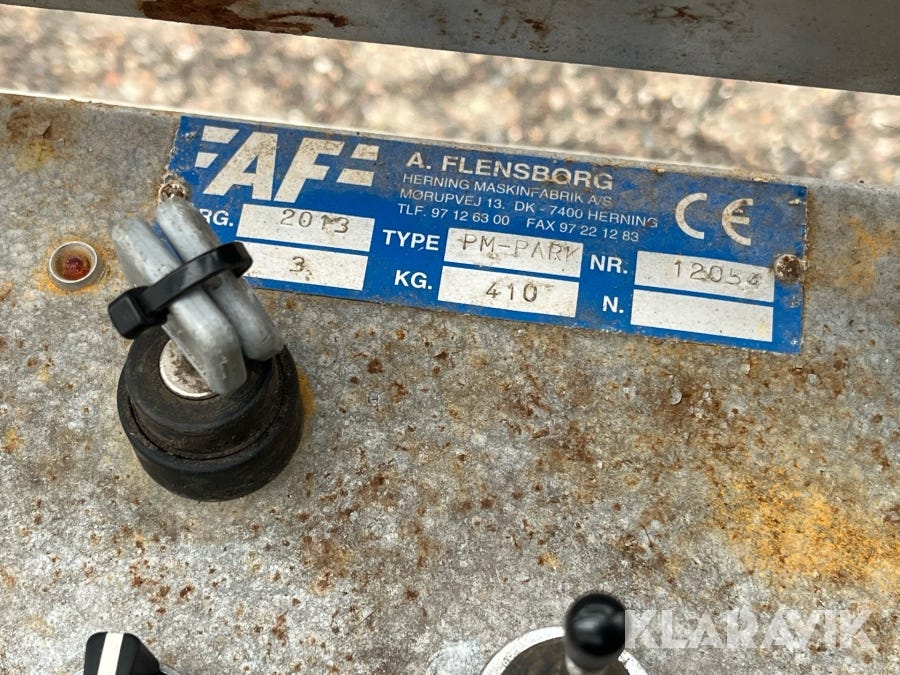 AF
A. FLENSBORG
HERNING MASKINFABRIK A/S
MØRUPVEJ 13. DK - 7400 HERNING
TLF. 97 12 63 00 FAX 97 22 12 83
CE
RG. 2013 TYPE PM-PARK NR. 12054
3 KG. 410 N.
KLARAVIK